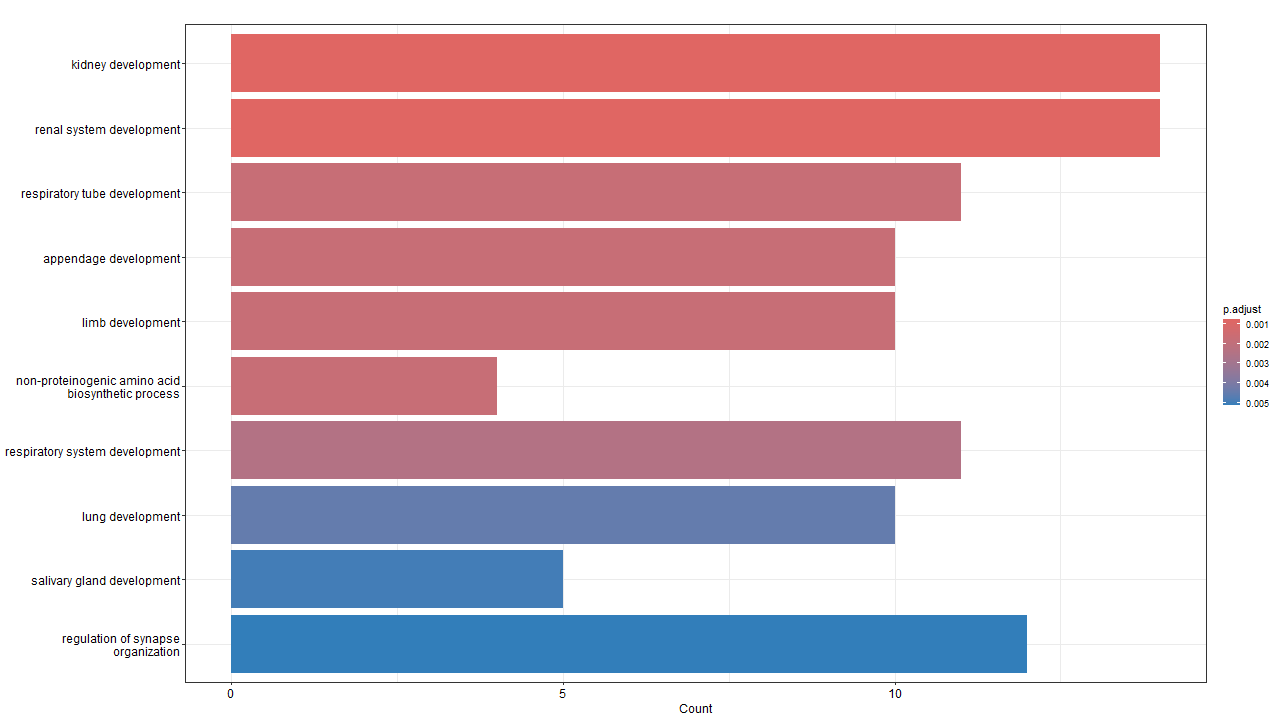 kidney development
renal system development
respiratory tube development
appendage development
limb development
non-proteinogenic amino acid
biosynthetic process
respiratory system development
lung development
salivary gland development
regulation of synapse
organization
0
5
10
Count
p.adjust
0.001
0.002
0.003
0.004
0.005